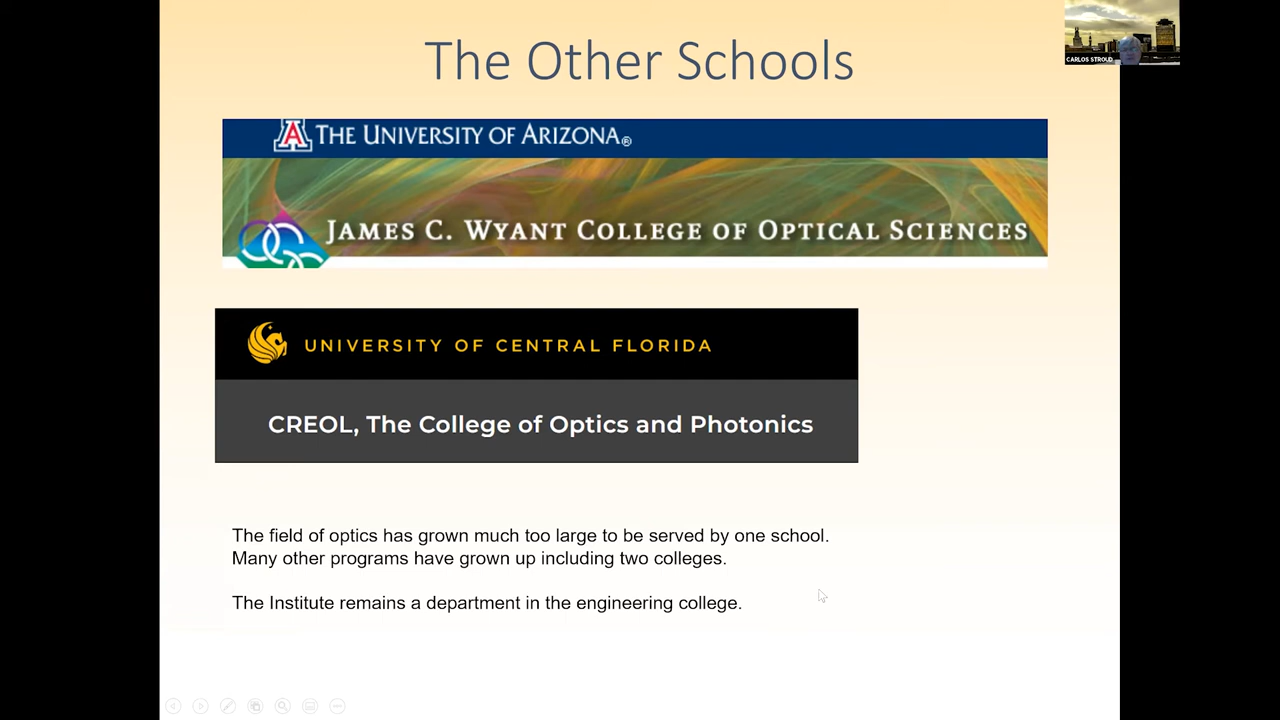 The Other Schools
CARLOS STROUD
A THE UNIVERSITY OF ARIZONA®
JAMES C. WYANT COLLEGE OF OPTICAL SCIENCES
UNIVERSITY OF CENTRAL FLORIDA
CREOL, The College of Optics and Photonics
The field of optics has grown much too large to be served by one school.
Many other programs have grown up including two colleges.
The Institute remains a department in the engineering college.